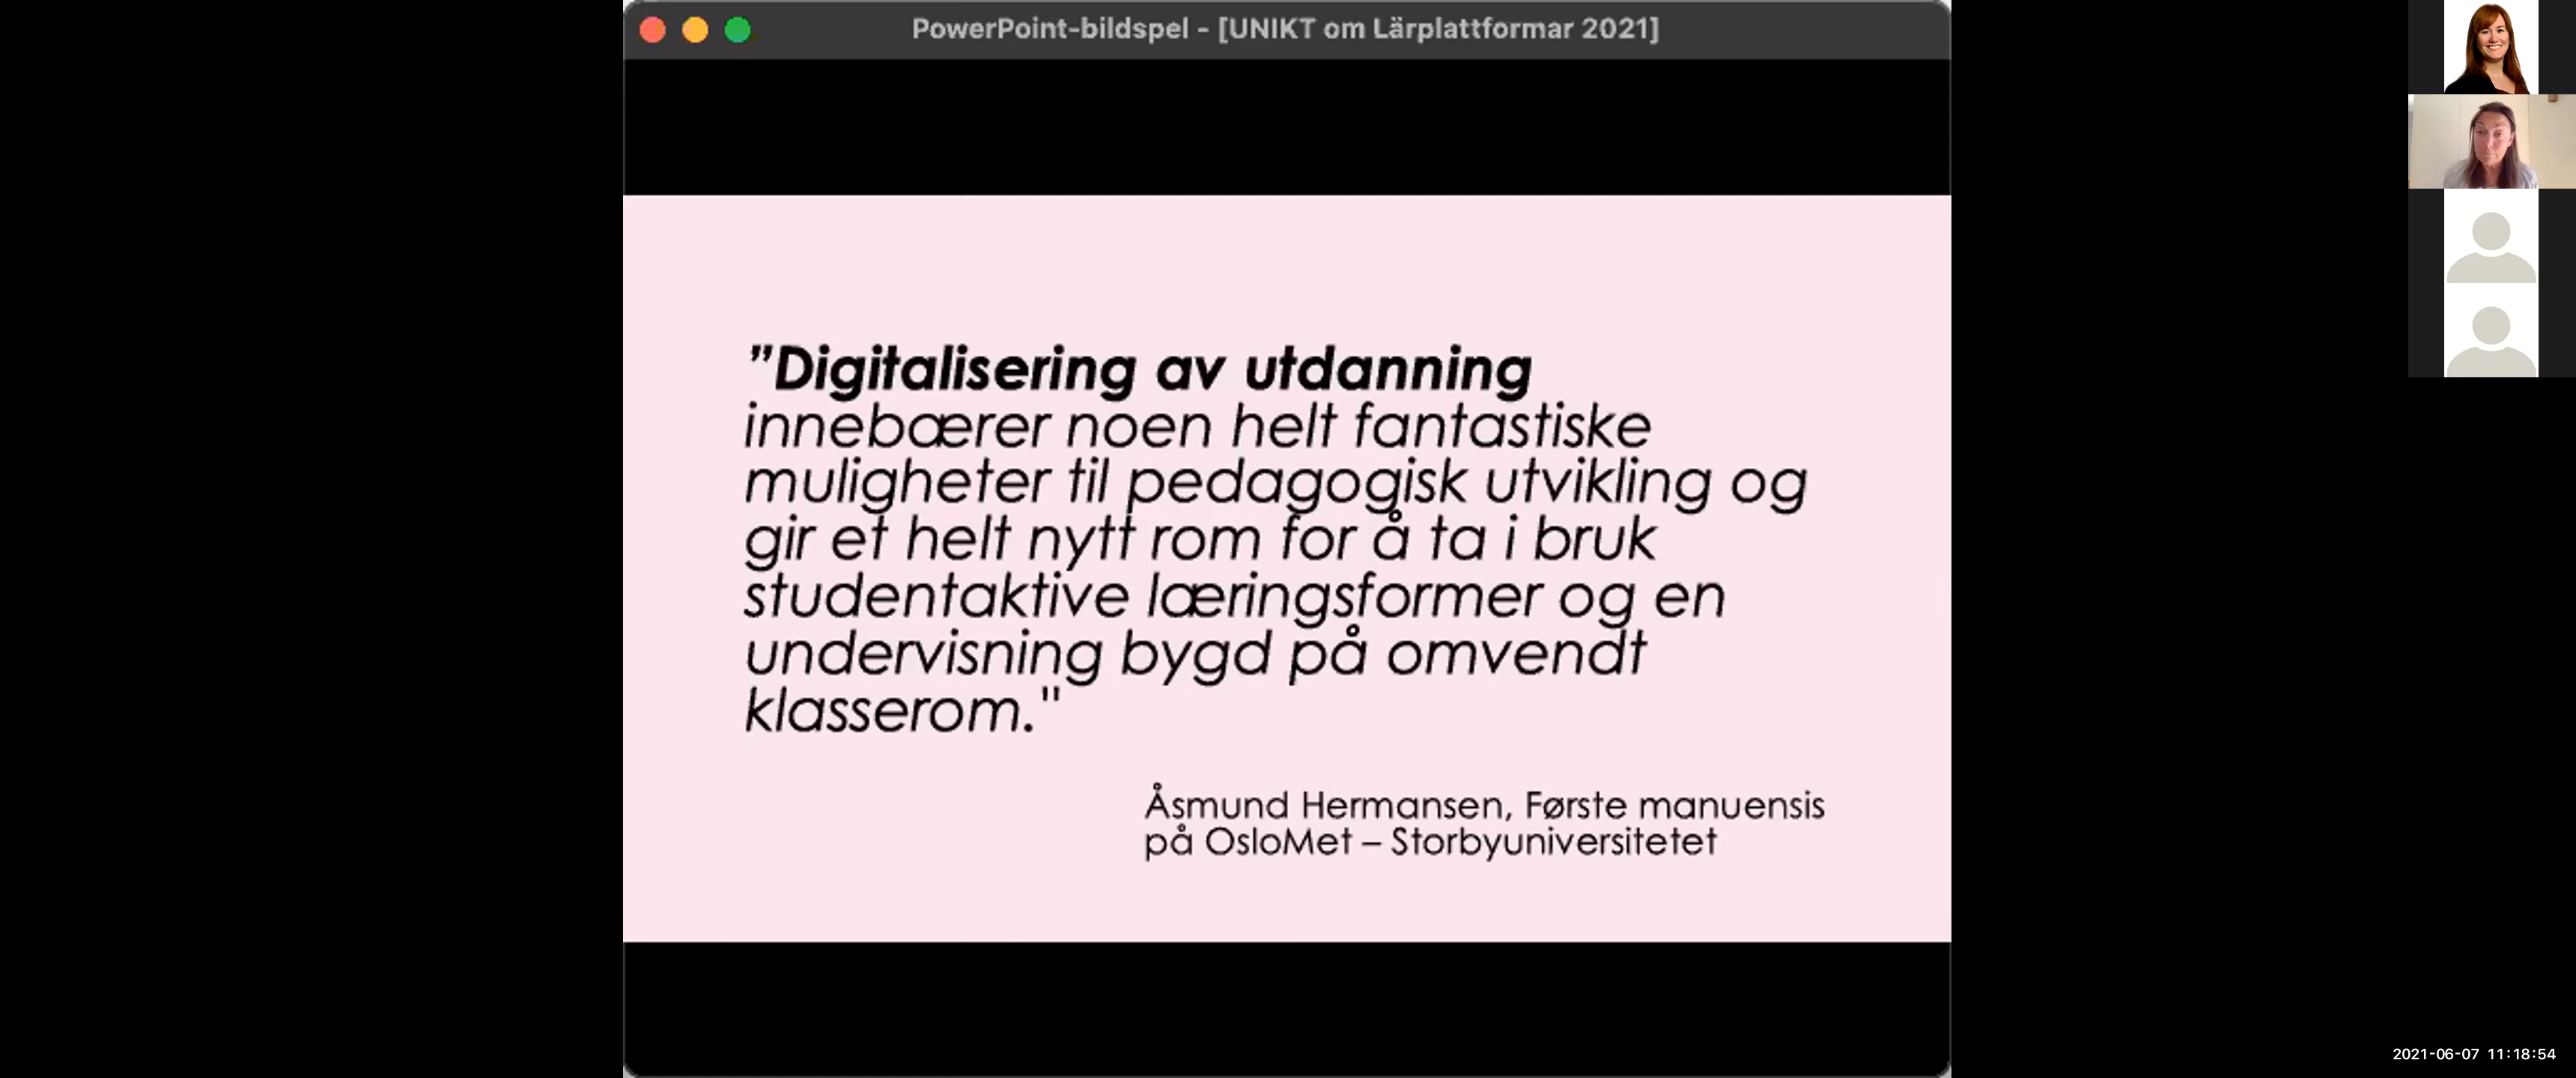 PowerPoint-bildspel - [UNIKT om Lärplattformar 2021]
”Digitalisering av utdanning
innebærer noen helt fantastiske
muligheter til pedagogisk utvikling og
gir et helt nytt rom for å ta i bruk
studentaktive læringsformer og en
undervisning bygd på omvendt
klasserom."
Åsmund Hermansen, Første manuensis
på OsloMet – Storbyuniversitetet
2021-06-07 11:18:54